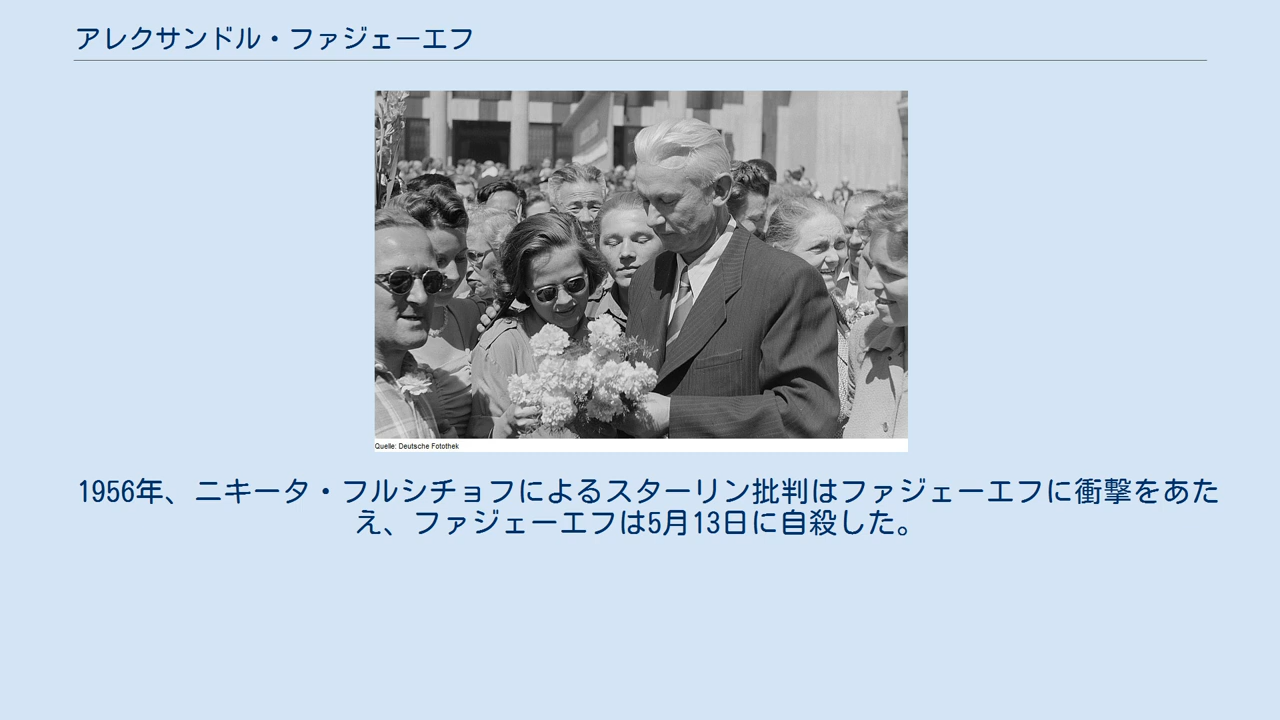 アレクサンドル・ファジェーエフ
Quelle: Deutsche Fotothek
1956年、ニキータ・フルシチョフによるスターリン批判はファジェーエフに衝撃をあた
え、ファジェーエフは5月13日に自殺した。